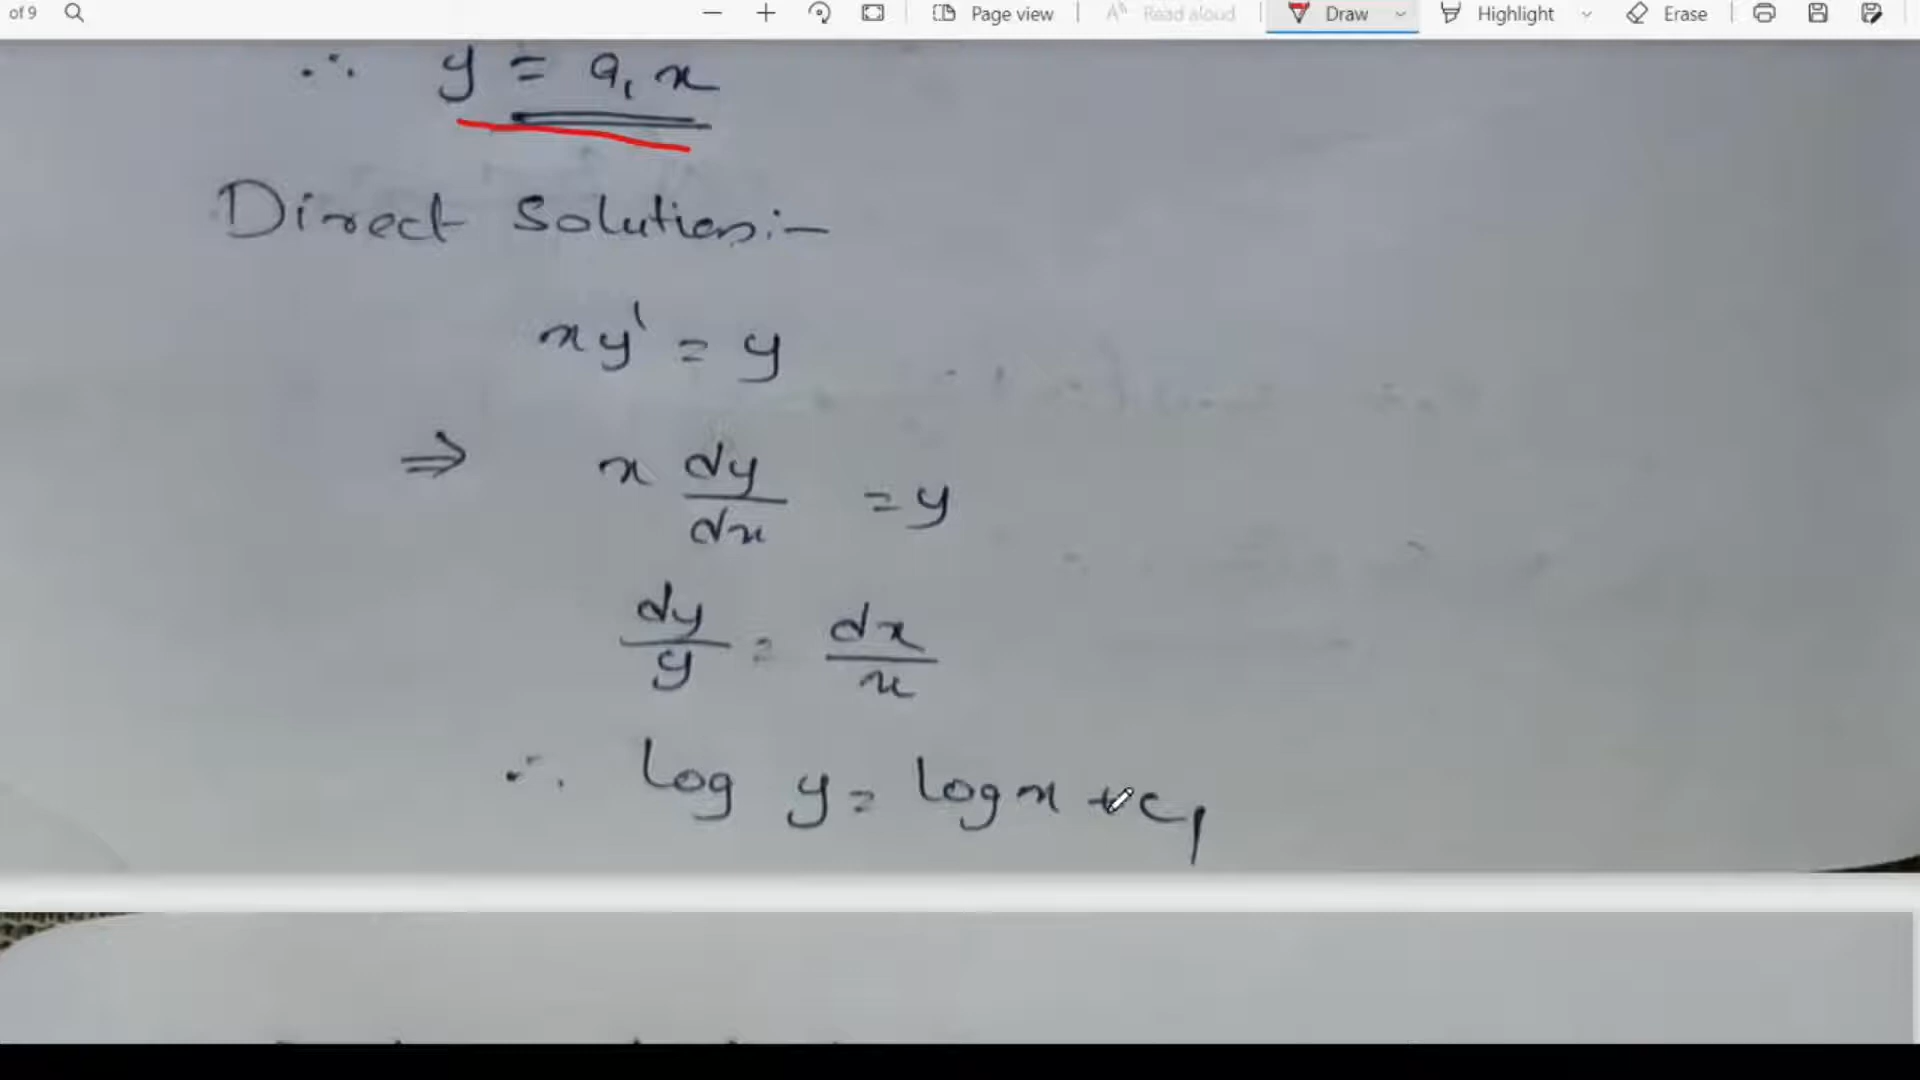 of 9 Page view Read aloud Draw Highlight Erase
∴ y = a₁ x
Direct Solution:-
xy' = y
⇒ x dy/dx = y
dy/y = dx/x
∴ log y = log x + C₁